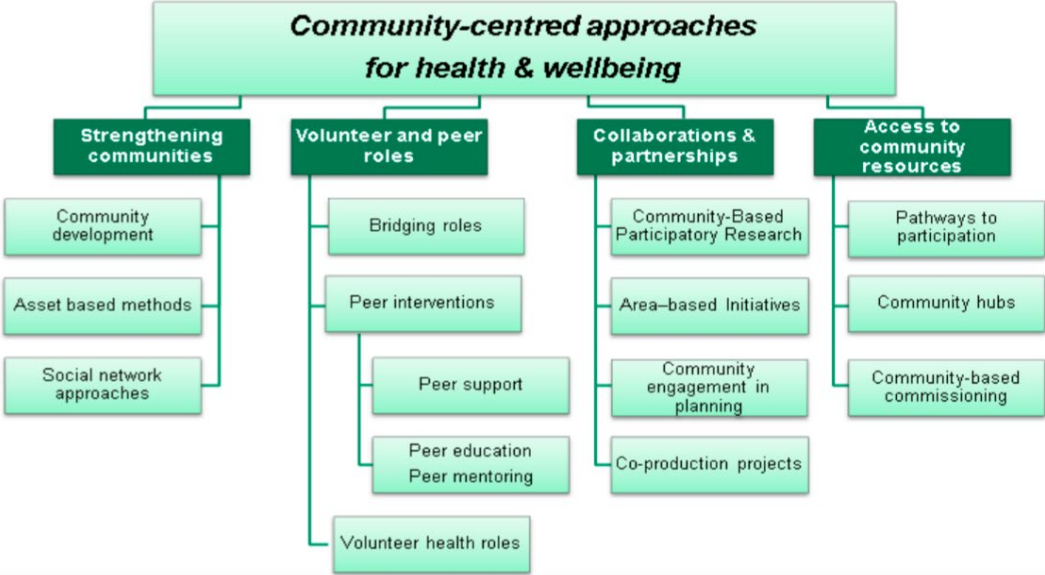 Community-centred approaches
for health & wellbeing
Strengthening
communities
Community
development
Asset based methods
Social network
approaches
Volunteer and peer
roles
Bridging roles
Peer interventions
Peer support
Peer education
Peer mentoring
Volunteer health roles
Collaborations &
partnerships
Community-Based
Participatory Research
Area–based Initiatives
Community
engagement in
planning
Co-production projects
Access to
community
resources
Pathways to
participation
Community hubs
Community-based
commissioning